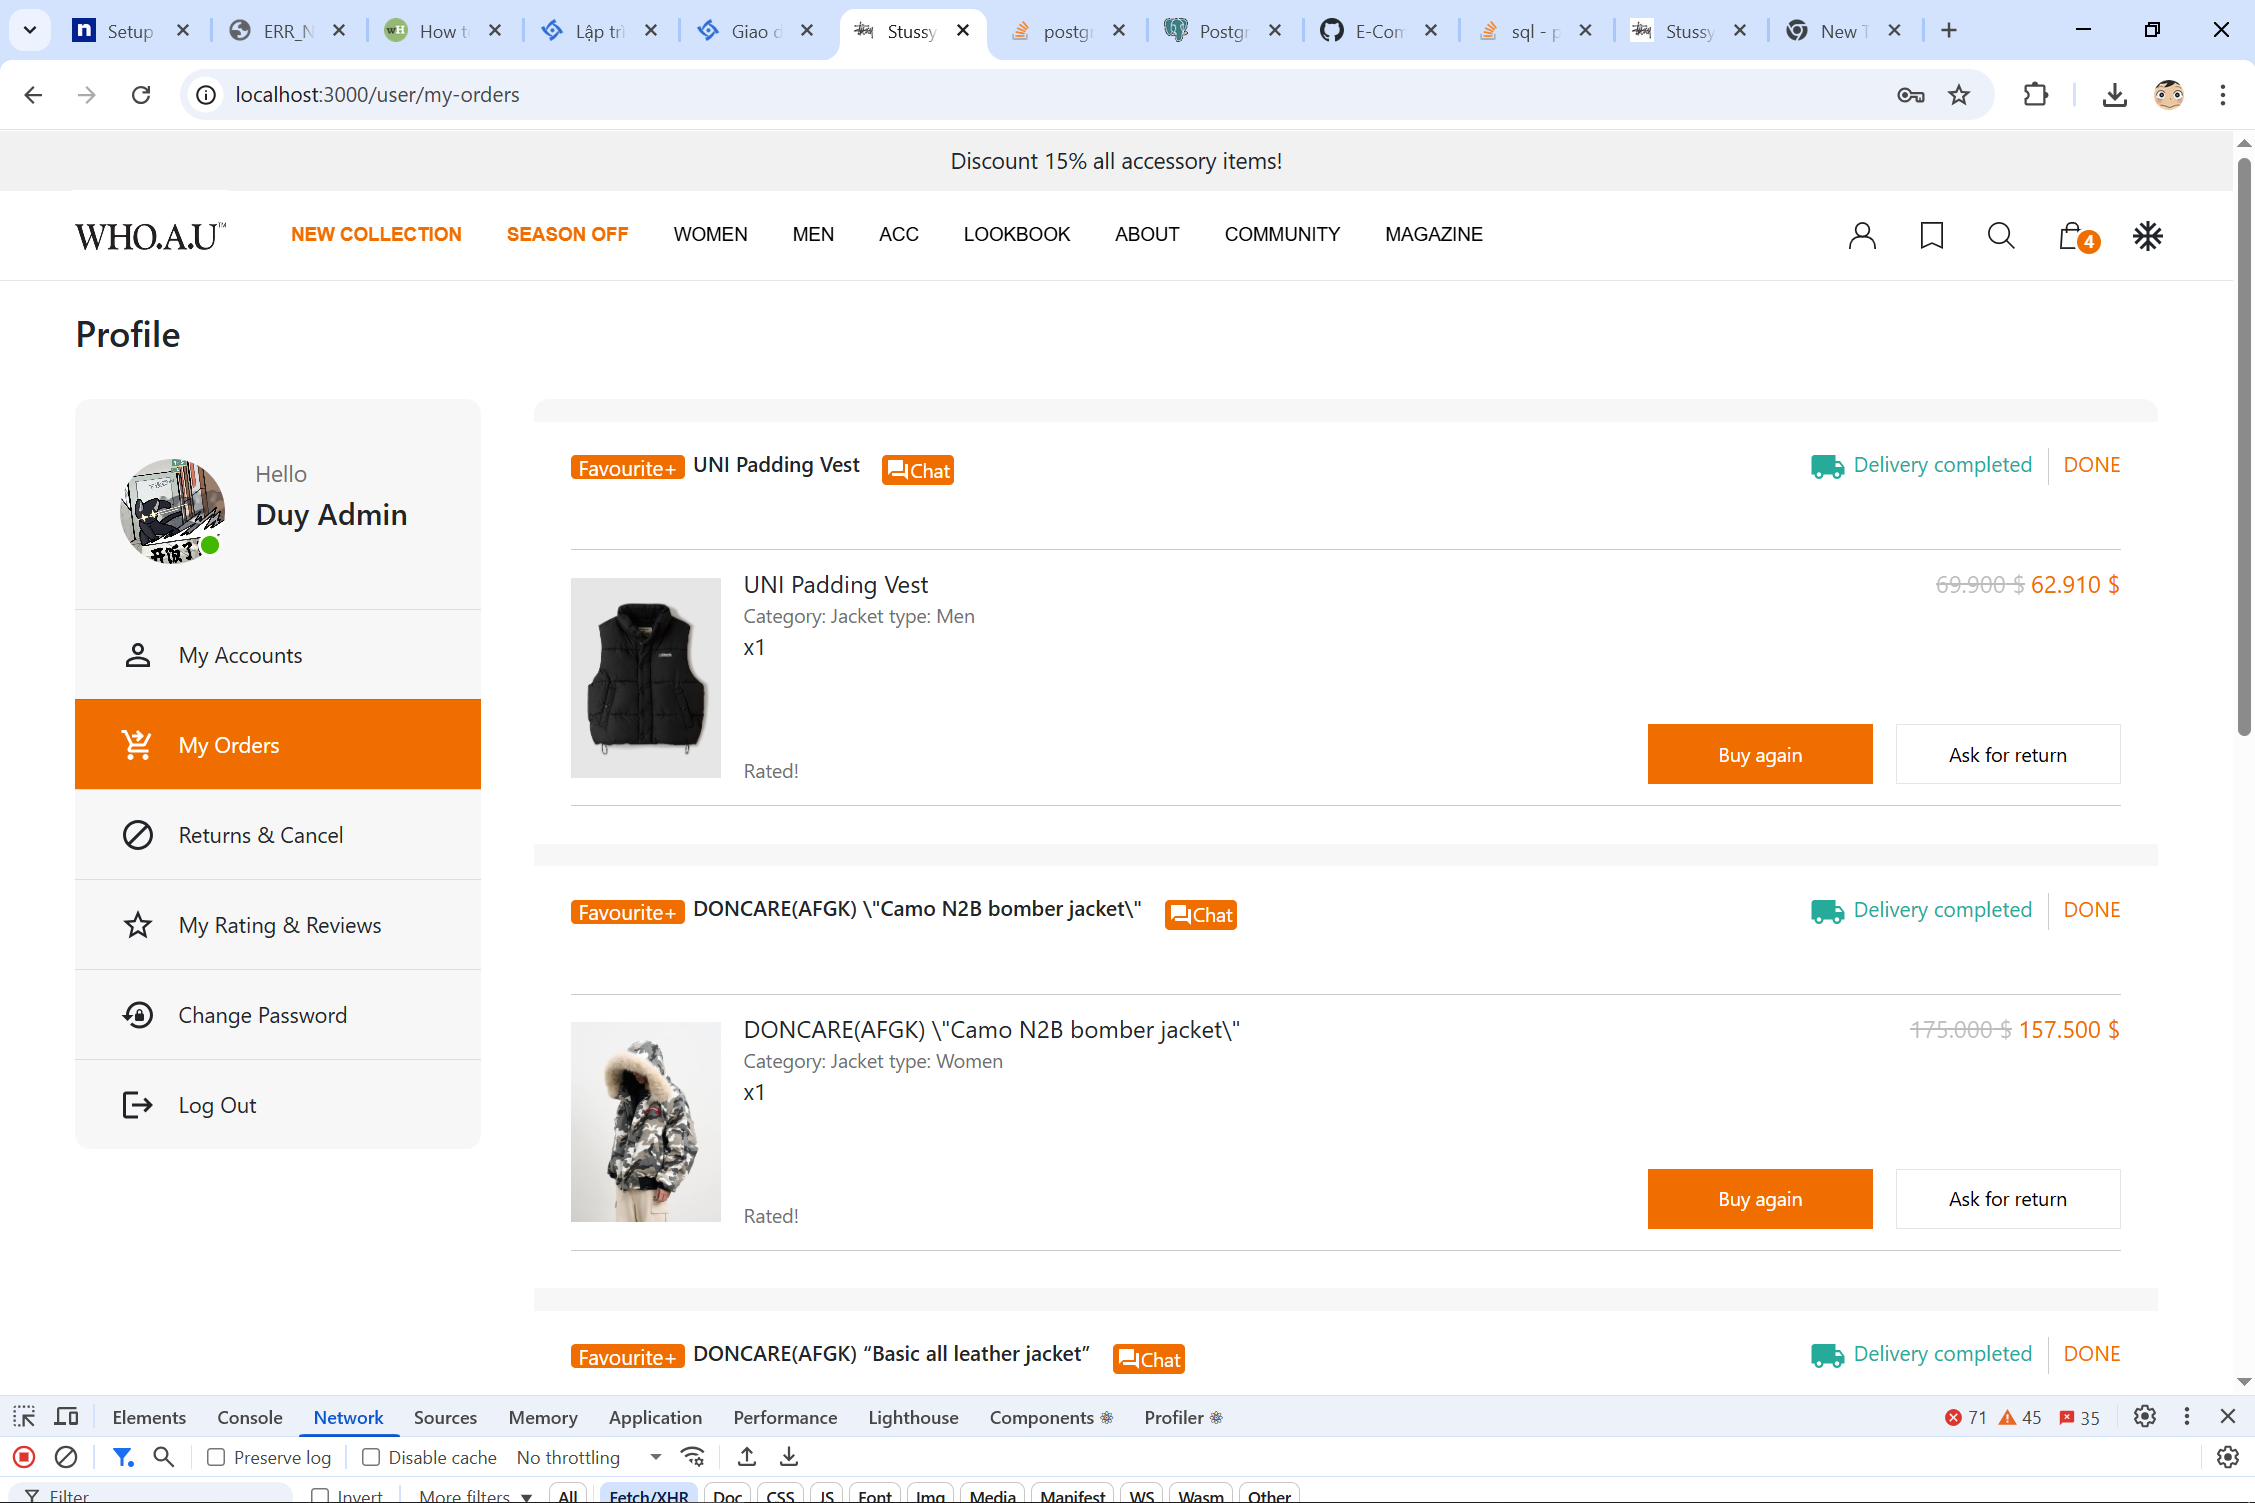 Setup
ERR_N
How t
Lập trì
Giao d
Stussy
postgr
Postgr
E-Com
sql - p
Stussy
New T
localhost:3000/user/my-orders
Discount 15% all accessory items!
WHO.A.U™ NEW COLLECTION SEASON OFF WOMEN MEN ACC LOOKBOOK ABOUT COMMUNITY MAGAZINE 4
Profile
Hello
Duy Admin
My Accounts
My Orders
Returns & Cancel
My Rating & Reviews
Change Password
Log Out
Favourite+ UNI Padding Vest Chat Delivery completed DONE
UNI Padding Vest 69.900 $ 62.910 $
Category: Jacket type: Men
x1
Rated! Buy again Ask for return
Favourite+ DONCARE(AFGK) \"Camo N2B bomber jacket\" Chat Delivery completed DONE
DONCARE(AFGK) \"Camo N2B bomber jacket\" 175.000 $ 157.500 $
Category: Jacket type: Women
x1
Rated! Buy again Ask for return
Favourite+ DONCARE(AFGK) “Basic all leather jacket” Chat Delivery completed DONE
Elements Console Network Sources Memory Application Performance Lighthouse Components Profiler 71 45 35
Preserve log Disable cache No throttling
Filter Invert More filters All Fetch/XHR Doc CSS JS Font Img Media Manifest WS Wasm Other